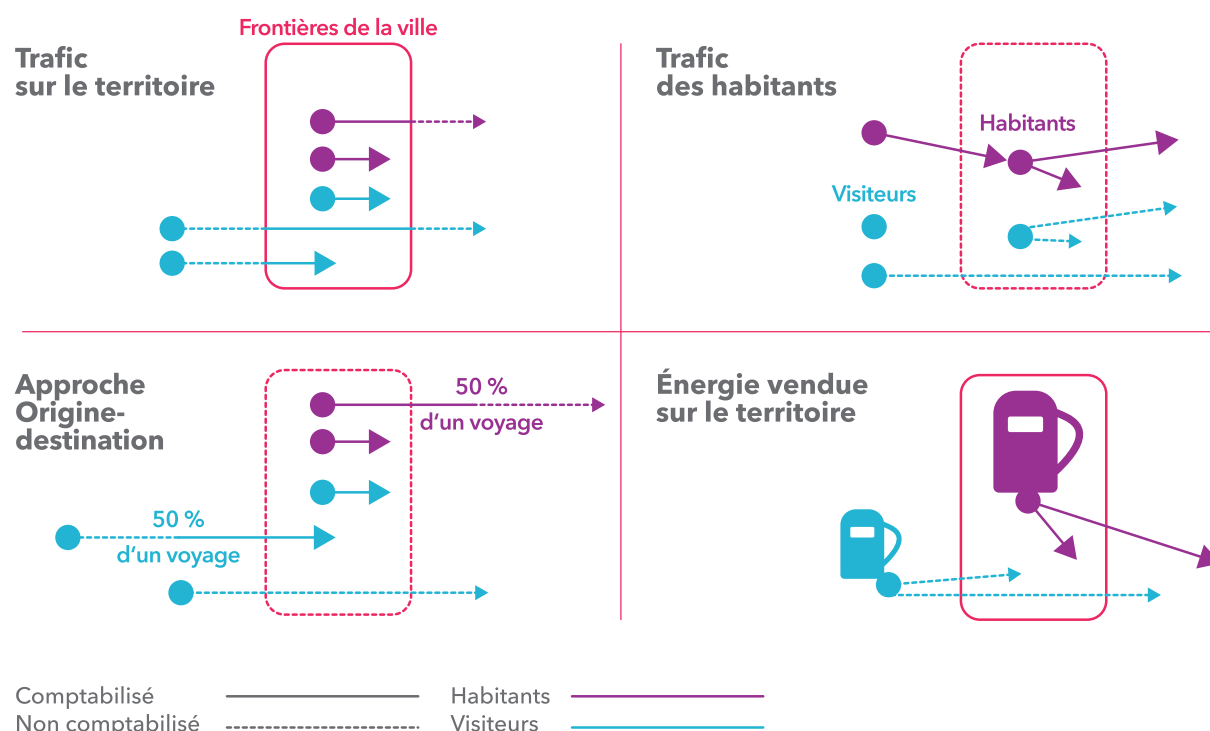 Frontières de la ville
Trafic
sur le territoire
Trafic
des habitants
Habitants
Visiteurs
Approche
Origine-
destination
50 %
d'un voyage
50 %
d'un voyage
Énergie vendue
sur le territoire
Comptabilisé
Habitants
Non comptabilisé
Visiteurs